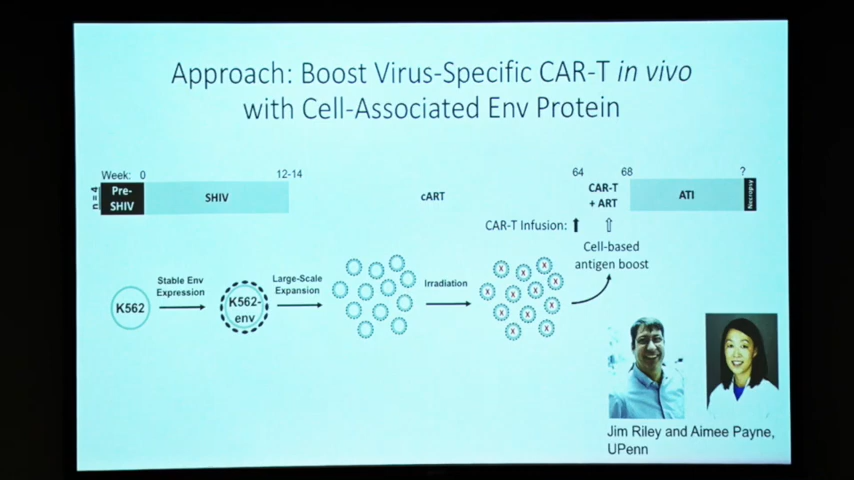 Approach: Boost Virus-Specific CAR-T in vivo
with Cell-Associated Env Protein
Week: 0
12-14
64
68
?
n = 4
Pre-
SHIV
SHIV
cART
CAR-T
+ ART
ATI
Necropsy
CAR-T Infusion:
Cell-based
antigen boost
K562
Stable Env
Expression
K562-
env
Large-Scale
Expansion
Irradiation
x x x x x x x x x x x x
Jim Riley and Aimee Payne,
UPenn